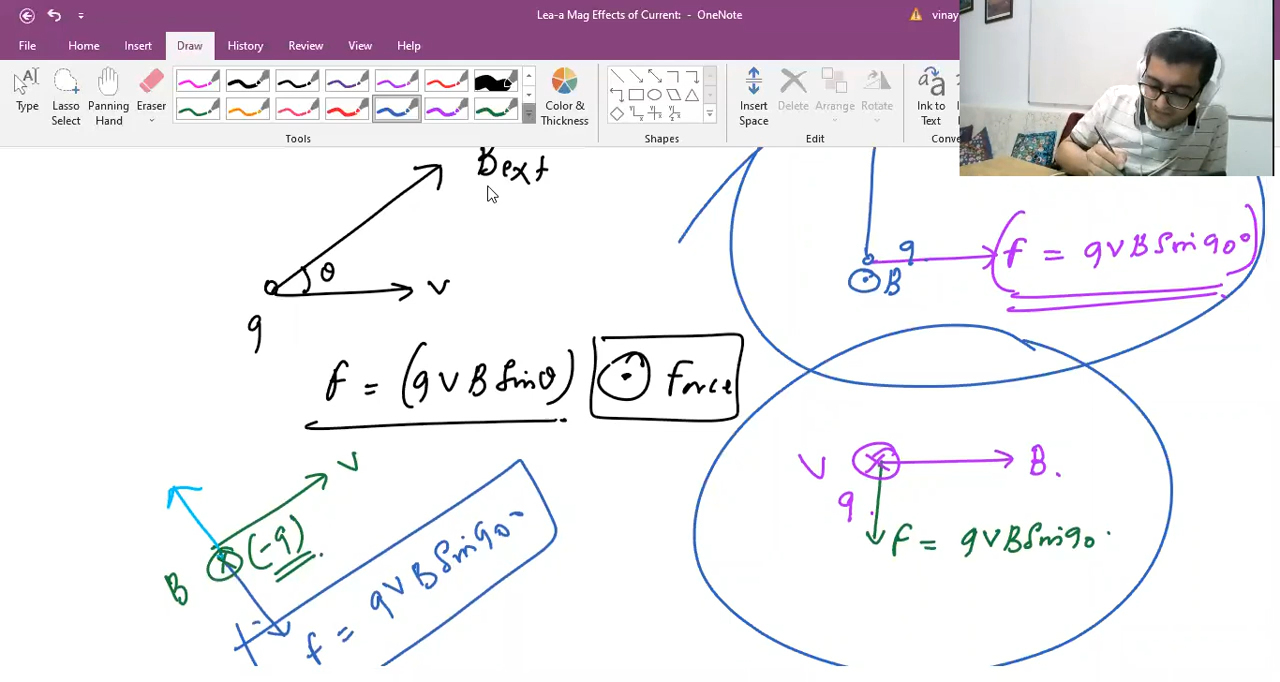 Lea-a Mag Effects of Current: - OneNote
vinay
File Home Insert Draw History Review View Help
Type
Lasso Select
Panning Hand
Eraser
Color & Thickness
Insert Space
Delete
Arrange
Rotate
Ink to Text
Conve
Tools
Shapes
Edit
Bext
θ
v
q
f = (qVB Sinθ)
Force
V
B
(-q)
f = qVB Sin90°
q
B
f = qVB Sin90°
V
B.
q.
f = qVB Sin90°